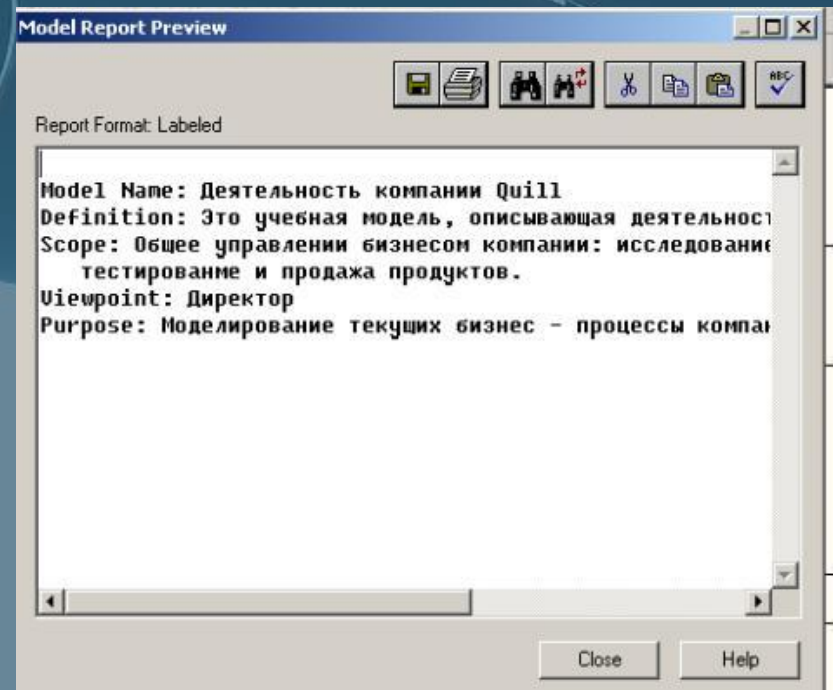 Model Report Preview
ABC
Report Format: Labeled
Model Name: Деятельность компании Quill
Definition: Это учебная модель, описывающая деятельност
Scope: Общее управлении бизнесом компании: исследование
тестированме и продажа продуктов.
Viewpoint: Директор
Purpose: Моделирование текущих бизнес - процессы компан
Close
Help